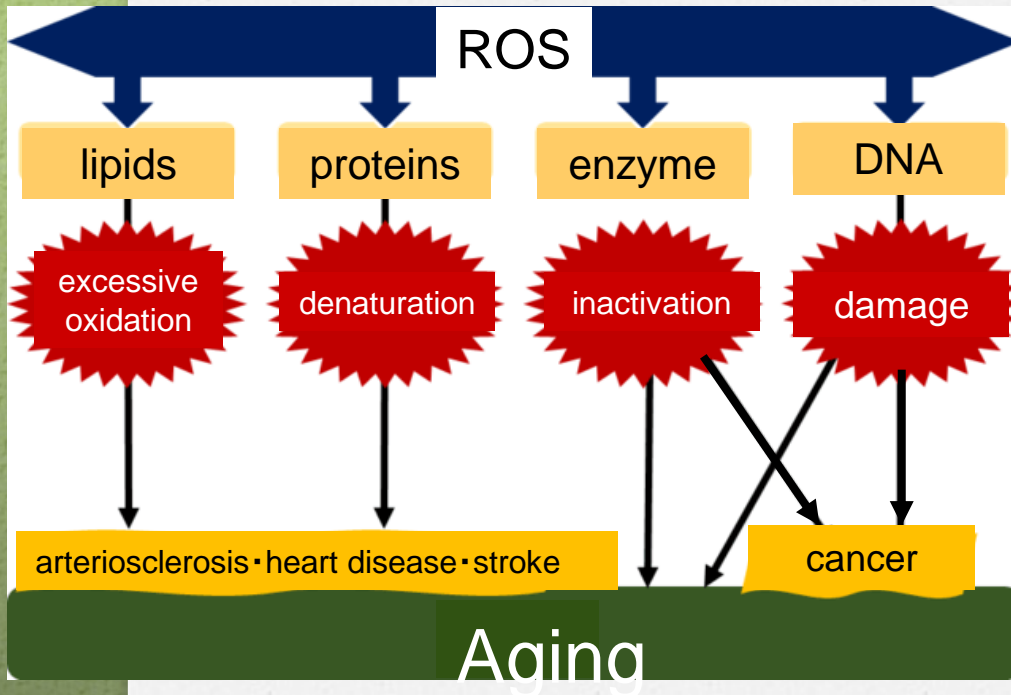 ROS
lipids
proteins
enzyme
DNA
excessive
oxidation
denaturation
inactivation
damage
arteriosclerosis・heart disease・stroke
cancer
Aging